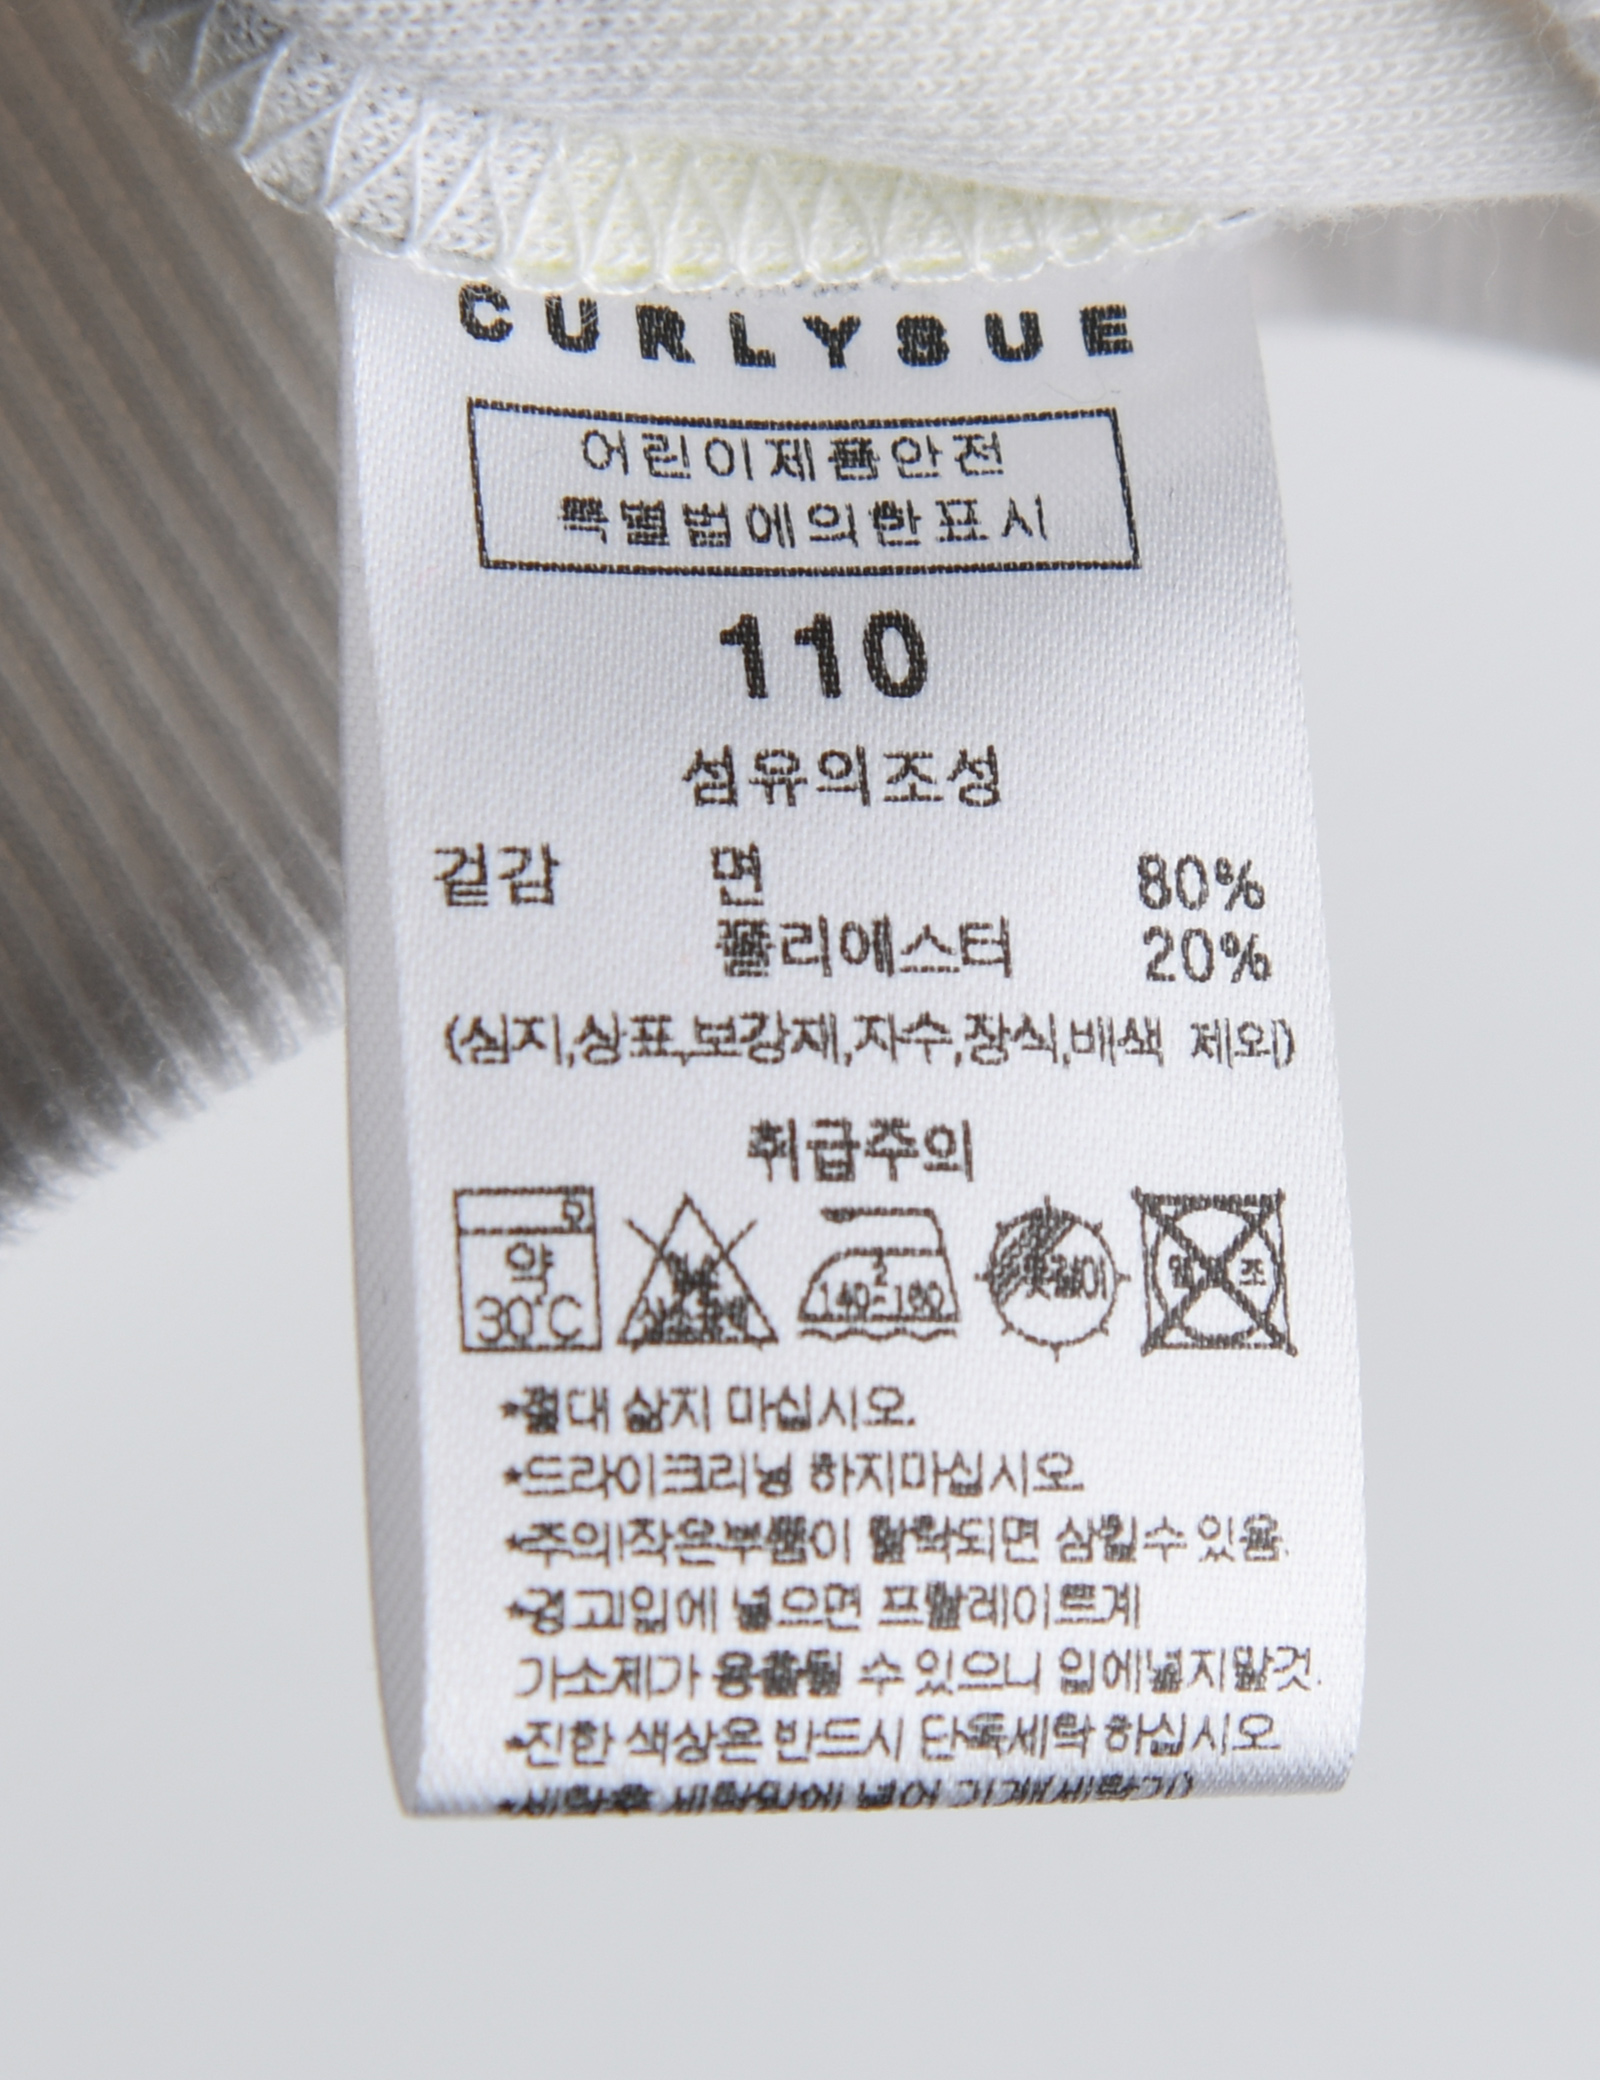 CURLYSUE
어린이제품안전
특별법에의한표시
110
섬유의조성
겉감 면 80%
폴리에스터 20%
(심지,상표,보강재,자수,장식,배색 제외)
취급주의
약 30℃ 2 140~160 옷걸이
*절대 삶지 마십시오.
*드라이크리닝 하지마십시오.
*주의!작은부품이 탈락되면 삼킬수 있음.
*경고!입에 넣으면 프탈레이트계
가소제가 용출될 수 있으니 입에넣지말것.
*진한 색상은 반드시 단독세탁 하십시오